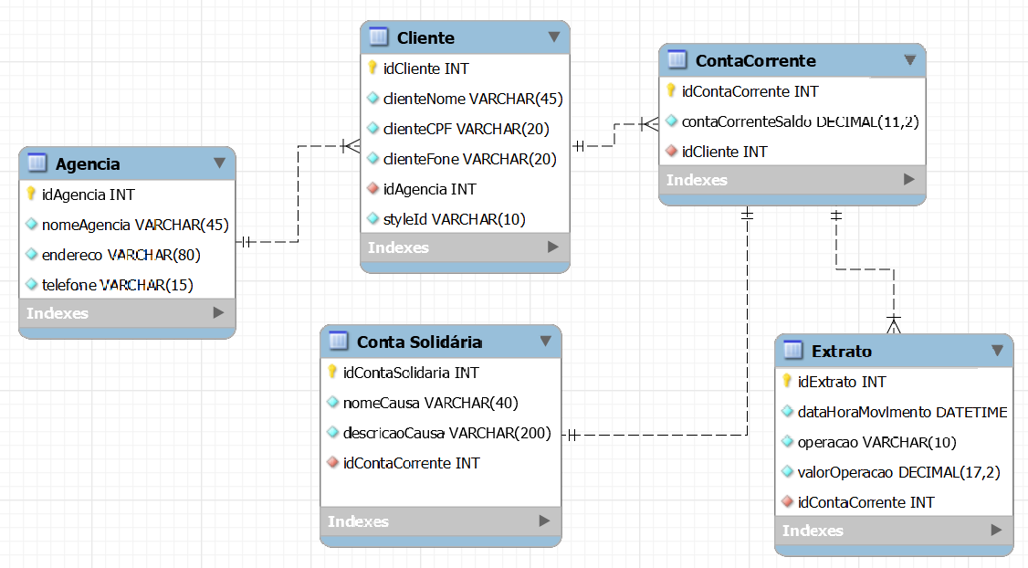 Agencia
idAgencia INT
nomeAgencia VARCHAR(45)
endereco VARCHAR(80)
telefone VARCHAR(15)
Indexes
Cliente
idCliente INT
clienteNome VARCHAR(45)
clienteCPF VARCHAR(20)
clienteFone VARCHAR(20)
idAgencia INT
styleId VARCHAR(10)
Indexes
ContaCorrente
idContaCorrente INT
contaCorrenteSaldo DECIMAL(11,2)
idCliente INT
Indexes
Conta Solidária
idContaSolidaria INT
nomeCausa VARCHAR(40)
descricaoCausa VARCHAR(200)
idContaCorrente INT
Indexes
Extrato
idExtrato INT
dataHoraMovImento DATETIME
operacao VARCHAR(10)
valorOperacao DECIMAL(17,2)
idContaCorrente INT
Indexes